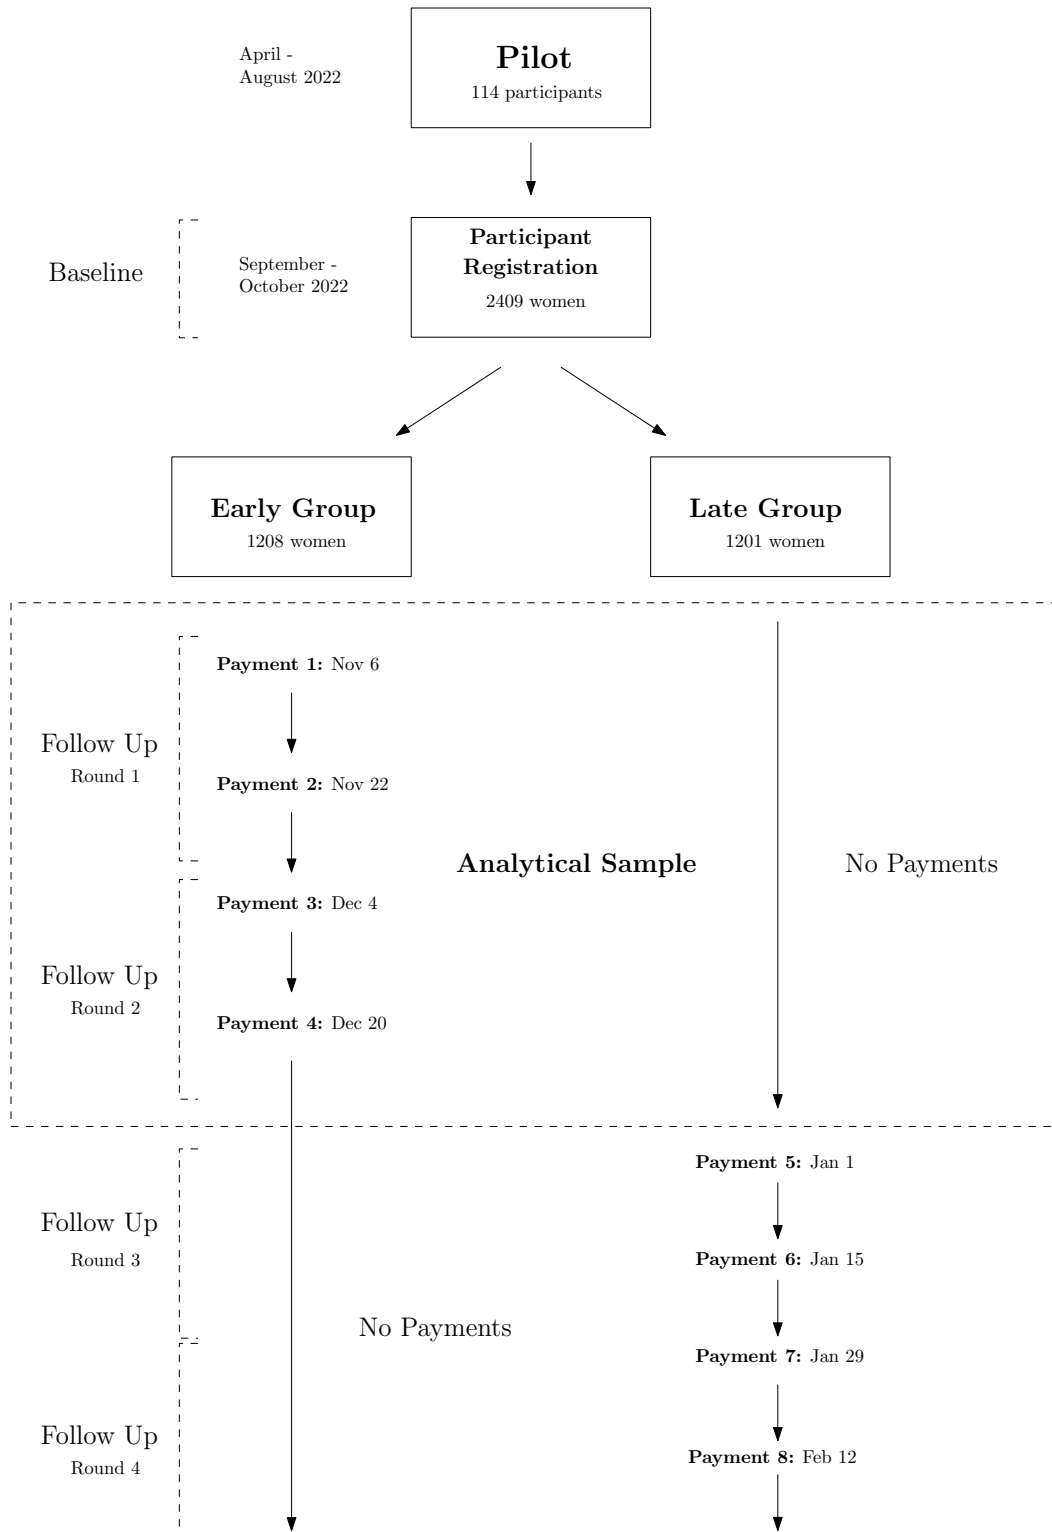 April -
August 2022
Pilot
114 participants
Baseline
September -
October 2022
Participant
Registration
2409 women
Early Group
1208 women
Late Group
1201 women
Payment 1: Nov 6
Follow Up
Round 1
Payment 2: Nov 22
Analytical Sample
No Payments
Payment 3: Dec 4
Follow Up
Round 2
Payment 4: Dec 20
Payment 5: Jan 1
Follow Up
Round 3
Payment 6: Jan 15
No Payments
Payment 7: Jan 29
Follow Up
Round 4
Payment 8: Feb 12